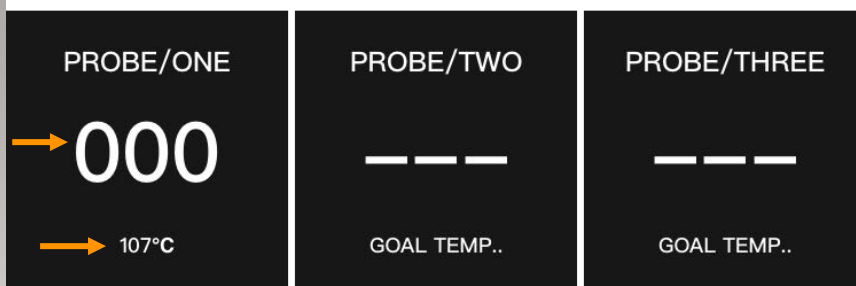 PROBE/ONE
000
107°C
PROBE/TWO
---
GOAL TEMP..
PROBE/THREE
---
GOAL TEMP..